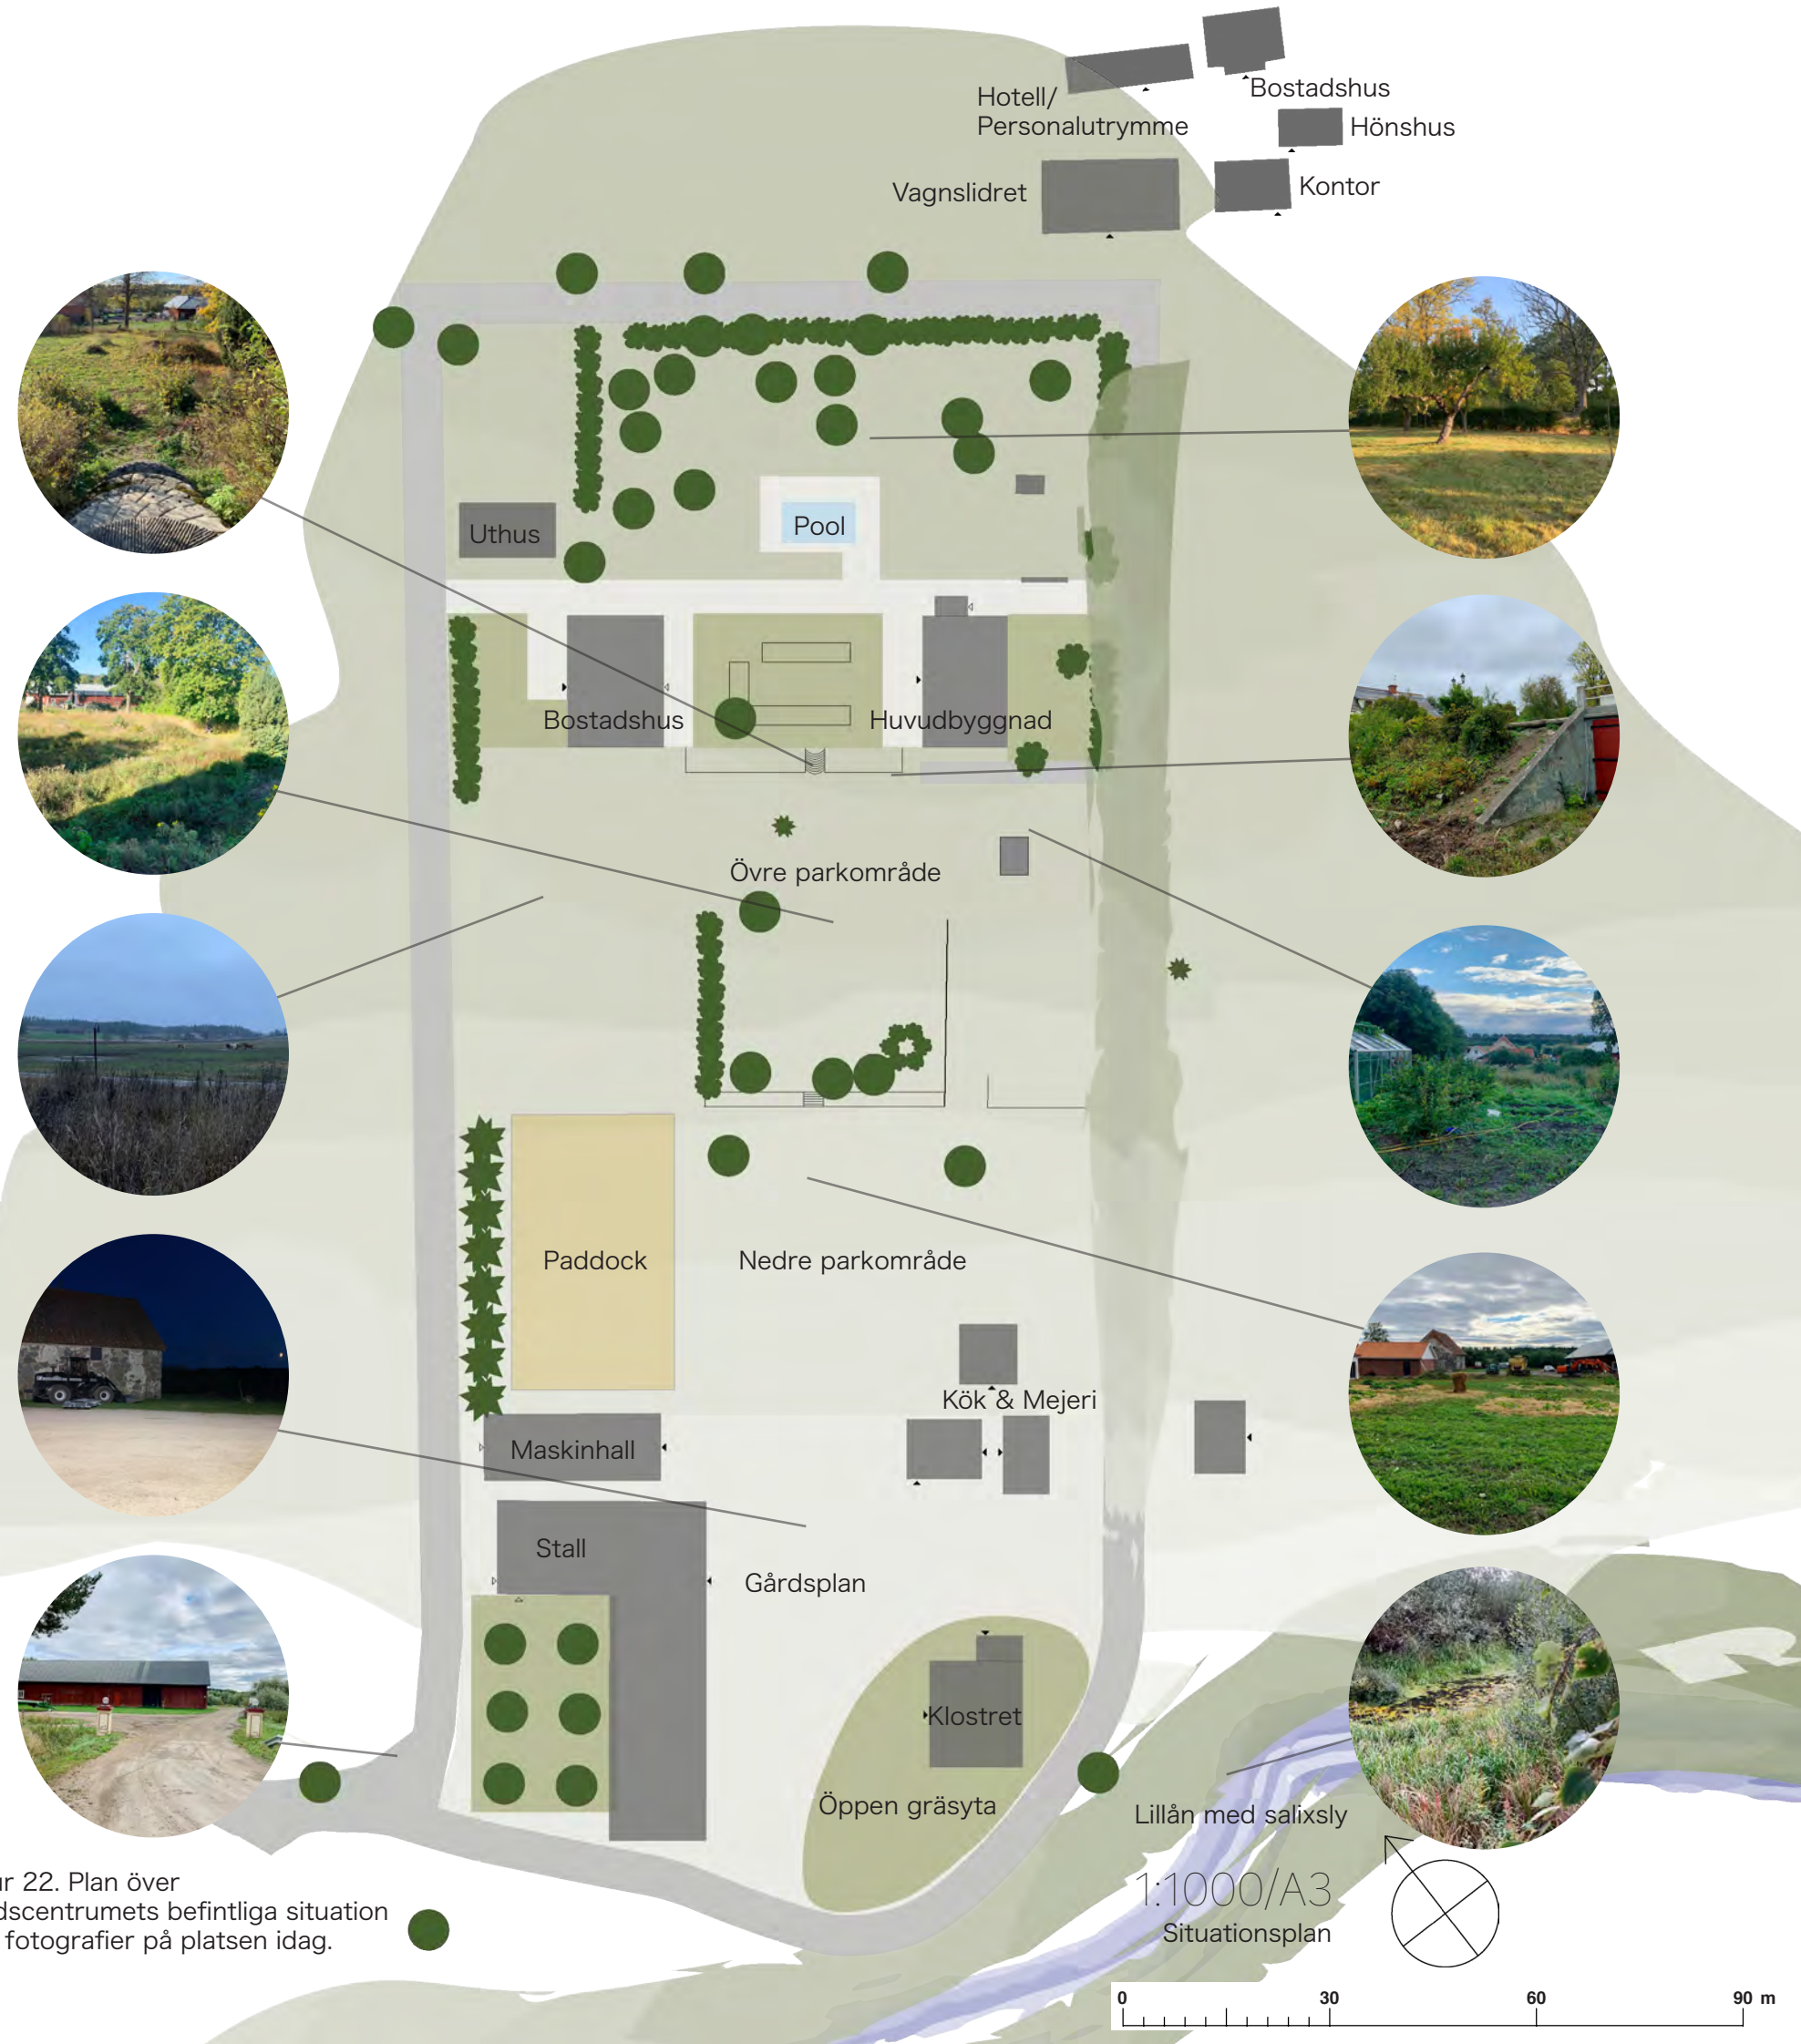 Hotell/
Personalutrymme
Bostadshus
Hönshus
Vagnslidret
Kontor
Uthus
Pool
Bostadshus
Huvudbyggnad
Övre parkområde
Paddock
Nedre parkområde
Kök & Mejeri
Maskinhall
Stall
Gårdsplan
Klostret
Öppen gräsyta
Lillån med salixsly
ur 22. Plan över
dscentrumets befintliga situation
fotografier på platsen idag.
1:1000/A3
Situationsplan
0 30 60 90 m